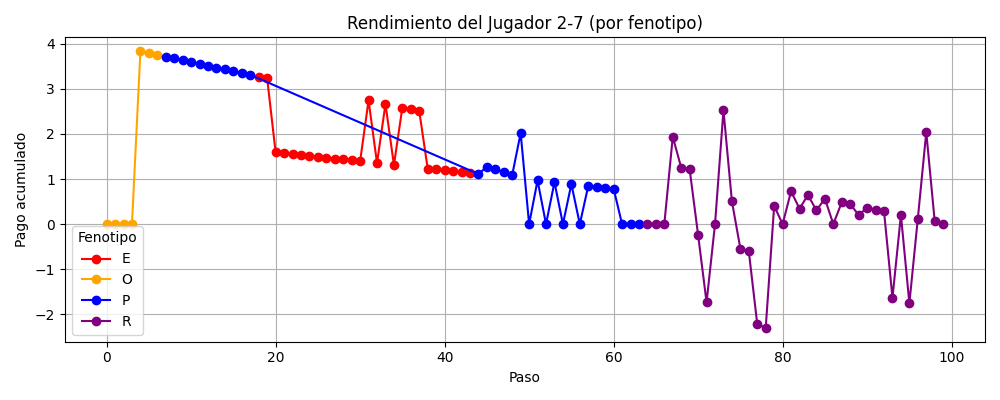 Rendimiento del Jugador 2-7 (por fenotipo)
Pago acumulado
4
3
2
1
0
−1
−2
Fenotipo
E
O
P
R
0
20
40
60
80
100
Paso